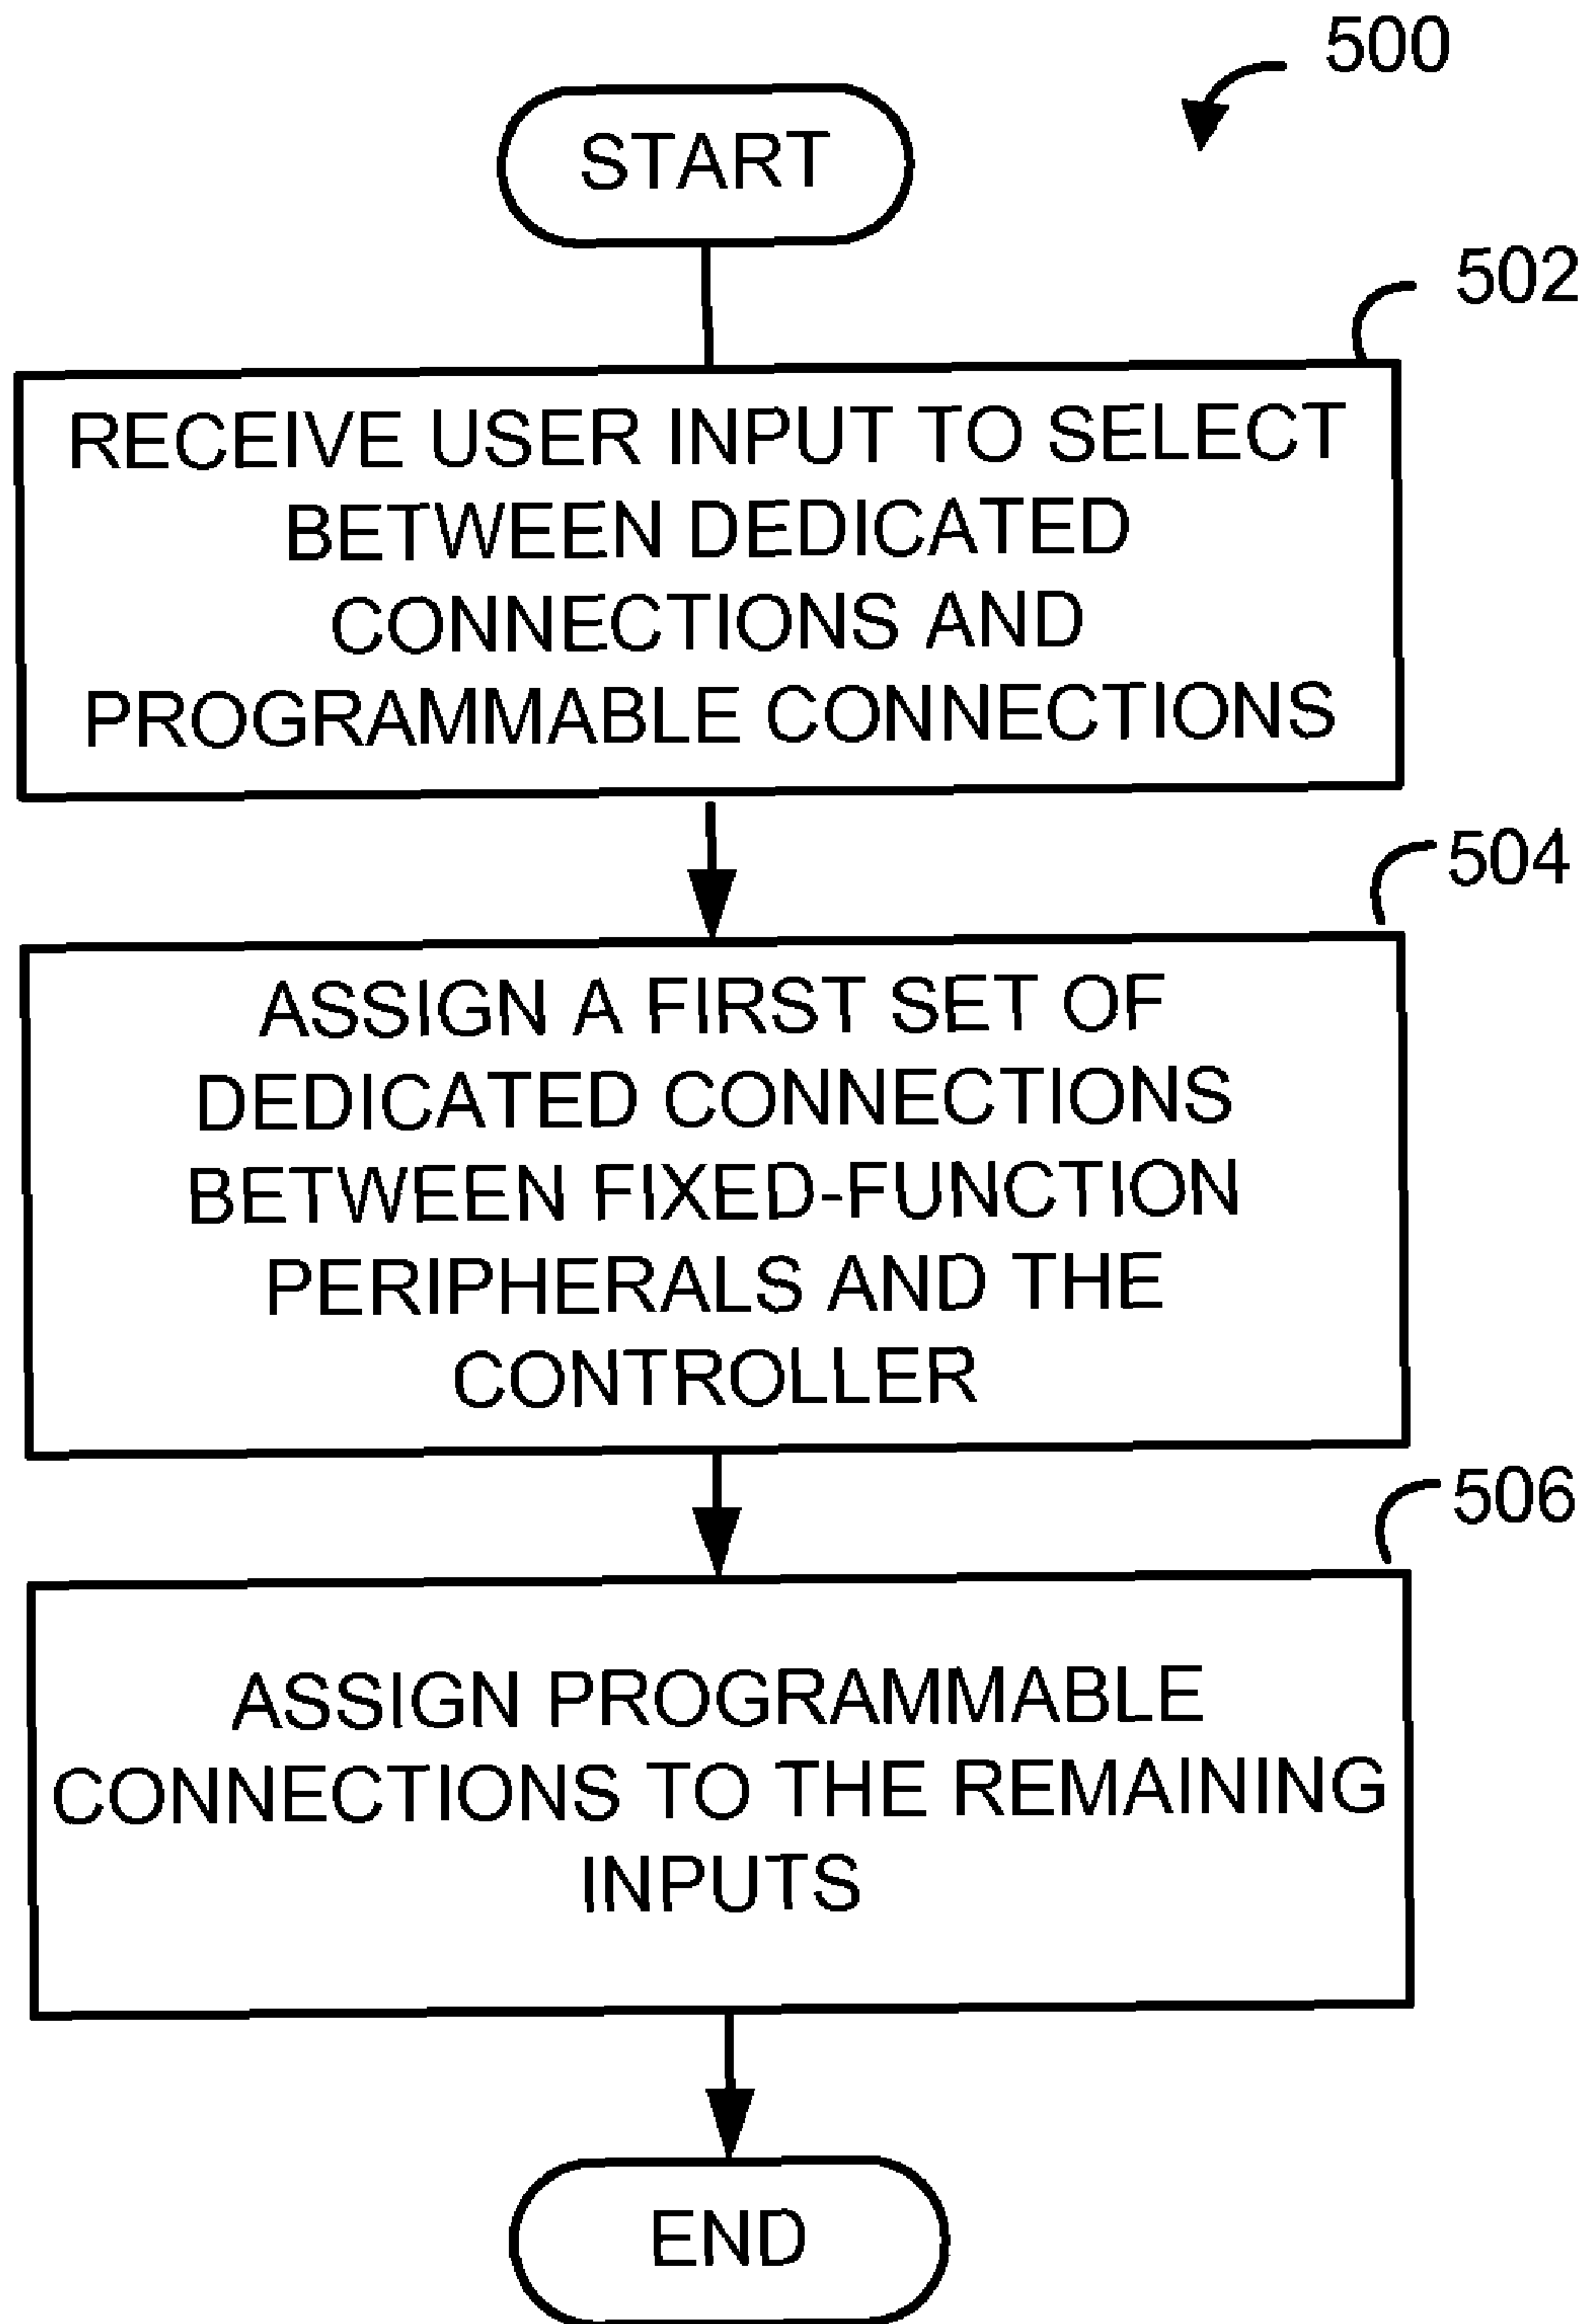 500
START
502
RECEIVE USER INPUT TO SELECT
BETWEEN DEDICATED
CONNECTIONS AND
PROGRAMMABLE CONNECTIONS
504
ASSIGN A FIRST SET OF
DEDICATED CONNECTIONS
BETWEEN FIXED-FUNCTION
PERIPHERALS AND THE
CONTROLLER
506
ASSIGN PROGRAMMABLE
CONNECTIONS TO THE REMAINING
INPUTS
END